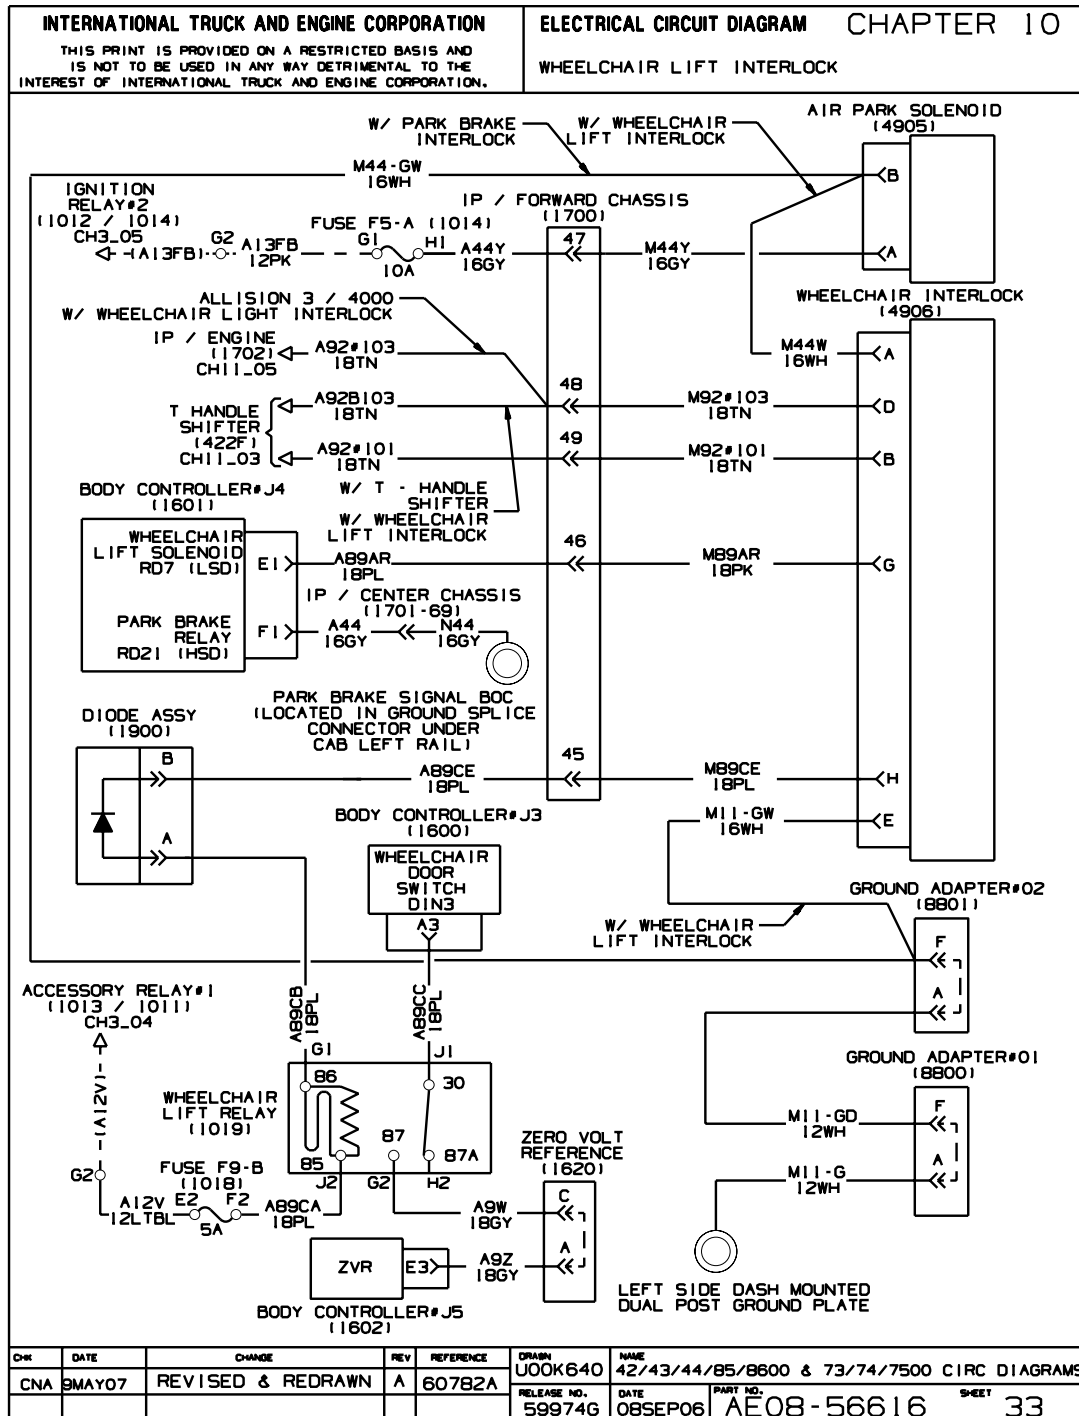 INTERNATIONAL TRUCK AND ENGINE CORPORATION
THIS PRINT IS PROVIDED ON A RESTRICTED BASIS AND
IS NOT TO BE USED IN ANY WAY DETRIMENTAL TO THE
INTEREST OF INTERNATIONAL TRUCK AND ENGINE CORPORATION.
ELECTRICAL CIRCUIT DIAGRAM CHAPTER 10
WHEELCHAIR LIFT INTERLOCK
AIR PARK SOLENOID
(4905)
W/ PARK BRAKE
INTERLOCK
W/ WHEELCHAIR
LIFT INTERLOCK
M44-GW
16WH
B
IGNITION
RELAY#2
(1012 / 1014)
CH3_05
(A13FB)
G2
A13FB
12PK
FUSE F5-A (1014)
G1
H1
10A
A44Y
16GY
IP / FORWARD CHASSIS
(1700)
47
M44Y
16GY
A
ALLISION 3 / 4000
W/ WHEELCHAIR LIGHT INTERLOCK
WHEELCHAIR INTERLOCK
(4906)
IP / ENGINE
(1702)
CH11_05
A92#103
18TN
M44W
16WH
A
T HANDLE
SHIFTER
(422F)
CH11_03
A92B103
18TN
48
M92#103
18TN
D
A92#101
18TN
49
M92#101
18TN
B
W/ T - HANDLE
SHIFTER
W/ WHEELCHAIR
LIFT INTERLOCK
BODY CONTROLLER#J4
(1601)
WHEELCHAIR
LIFT SOLENOID
RD7 (LSD)
E1
A89AR
18PL
46
M89AR
18PK
G
PARK BRAKE
RELAY
RD21 (HSD)
F1
IP / CENTER CHASSIS
(1701-69)
A44
16GY
N44
16GY
PARK BRAKE SIGNAL BOC
(LOCATED IN GROUND SPLICE
CONNECTOR UNDER
CAB LEFT RAIL)
DIODE ASSY
(1900)
B
A
A89CE
18PL
45
M89CE
18PL
H
M11-GW
16WH
E
BODY CONTROLLER#J3
(1600)
WHEELCHAIR
DOOR
SWITCH
DIN3
A3
W/ WHEELCHAIR
LIFT INTERLOCK
GROUND ADAPTER#02
(8801)
F
A
ACCESSORY RELAY#1
(1013 / 1011)
CH3_04
(A12V)
G2
A89CB
18PL
A89CC
18PL
G1
J1
86
30
WHEELCHAIR
LIFT RELAY
(1019)
87
85
87A
J2
G2
H2
GROUND ADAPTER#01
(8800)
F
M11-GD
12WH
A
M11-G
12WH
A12V
12LTBL
FUSE F9-B
(1018)
E2
F2
5A
A89CA
18PL
ZERO VOLT
REFERENCE
(1620)
C
A
A9W
18GY
ZVR
E3
A9Z
18GY
BODY CONTROLLER#J5
(1602)
LEFT SIDE DASH MOUNTED
DUAL POST GROUND PLATE
CHK DATE CHANGE REV REFERENCE
CNA 9MAY07 REVISED & REDRAWN A 60782A
DRAWN
U00K640
NAME
42/43/44/85/8600 & 73/74/7500 CIRC DIAGRAMS
RELEASE NO.
59974G
DATE
08SEP06
PART NO.
AE08-56616
SHEET
33